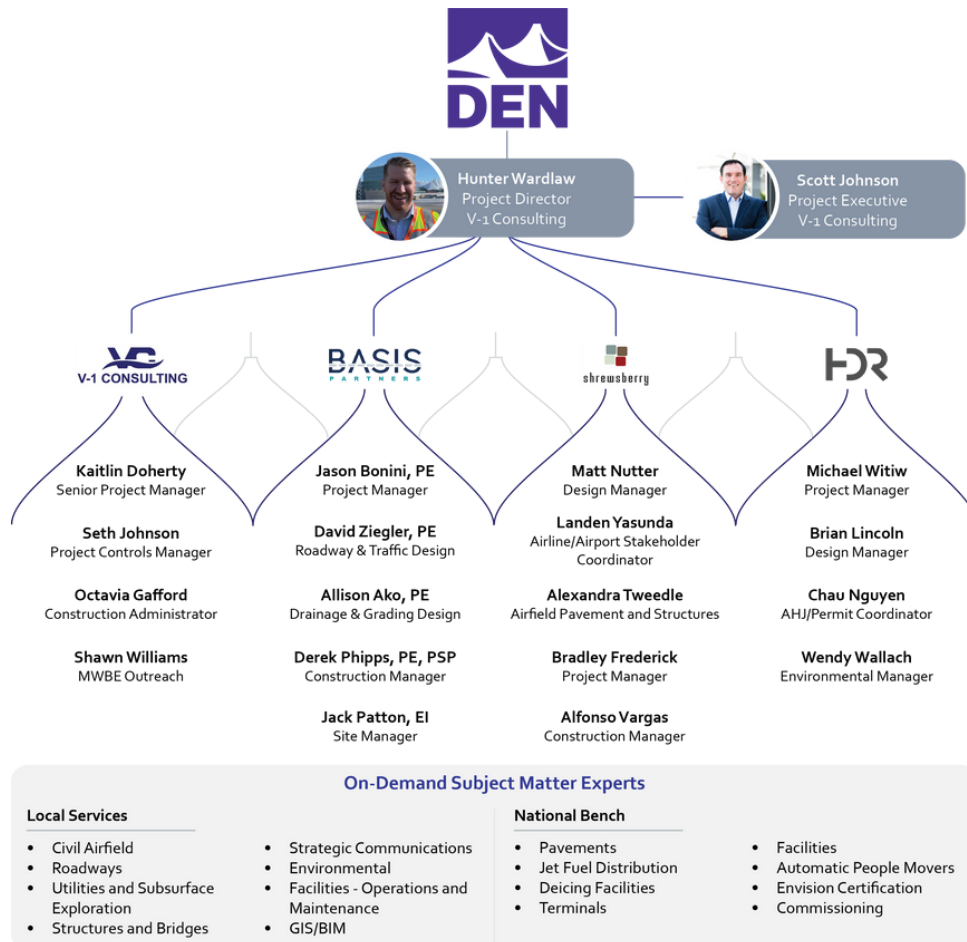 DEN
Hunter Wardlaw
Project Director
V-1 Consulting
Scott Johnson
Project Executive
V-1 Consulting
VC
V-1 CONSULTING
BASIS
PARTNERS
shrewsberry
HDR
Kaitlin Doherty
Senior Project Manager
Seth Johnson
Project Controls Manager
Octavia Gafford
Construction Administrator
Shawn Williams
MWBE Outreach
Jason Bonini, PE
Project Manager
David Ziegler, PE
Roadway & Traffic Design
Allison Ako, PE
Drainage & Grading Design
Derek Phipps, PE, PSP
Construction Manager
Jack Patton, EI
Site Manager
Matt Nutter
Design Manager
Landen Yasunda
Airline/Airport Stakeholder
Coordinator
Alexandra Tweedle
Airfield Pavement and Structures
Bradley Frederick
Project Manager
Alfonso Vargas
Construction Manager
Michael Witiw
Project Manager
Brian Lincoln
Design Manager
Chau Nguyen
AHJ/Permit Coordinator
Wendy Wallach
Environmental Manager
On-Demand Subject Matter Experts
Local Services
• Civil Airfield
• Roadways
• Utilities and Subsurface
Exploration
• Structures and Bridges
• Strategic Communications
• Environmental
• Facilities - Operations and
Maintenance
• GIS/BIM
National Bench
• Pavements
• Jet Fuel Distribution
• Deicing Facilities
• Terminals
• Facilities
• Automatic People Movers
• Envision Certification
• Commissioning